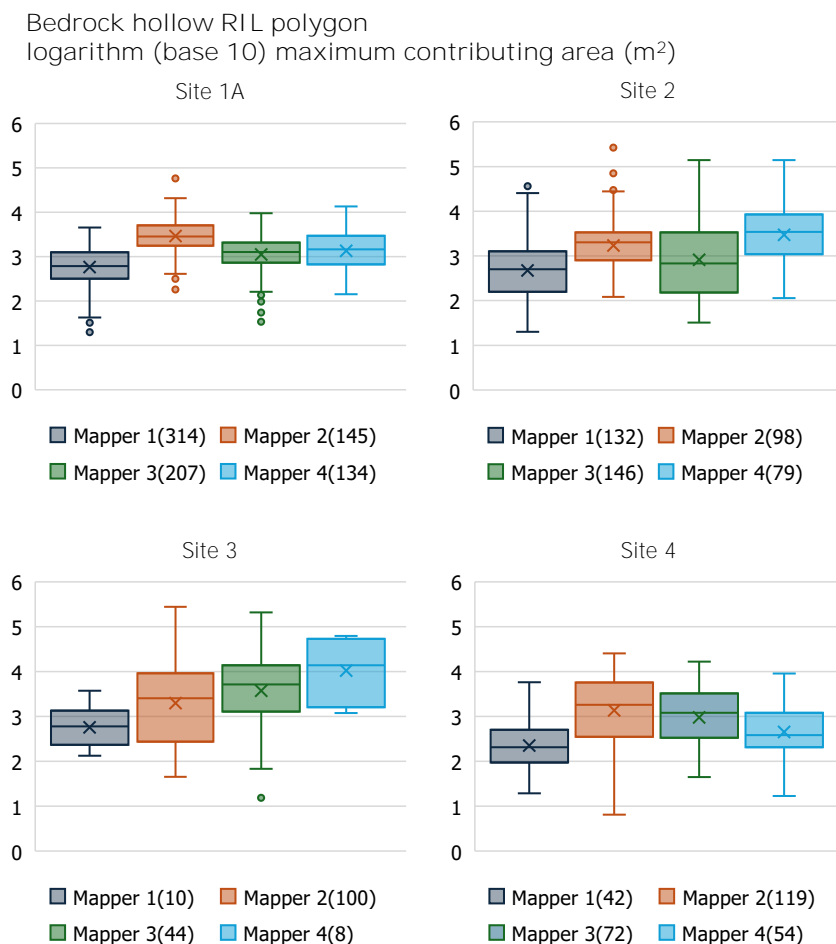 Bedrock hollow RIL polygon
logarithm (base 10) maximum contributing area (m²)
Site 1A
6
5
4
3
2
1
0
Mapper 1(314) Mapper 2(145)
Mapper 3(207) Mapper 4(134)
Site 2
6
5
4
3
2
1
0
Mapper 1(132) Mapper 2(98)
Mapper 3(146) Mapper 4(79)
Site 3
6
5
4
3
2
1
0
Mapper 1(10) Mapper 2(100)
Mapper 3(44) Mapper 4(8)
Site 4
6
5
4
3
2
1
0
Mapper 1(42) Mapper 2(119)
Mapper 3(72) Mapper 4(54)